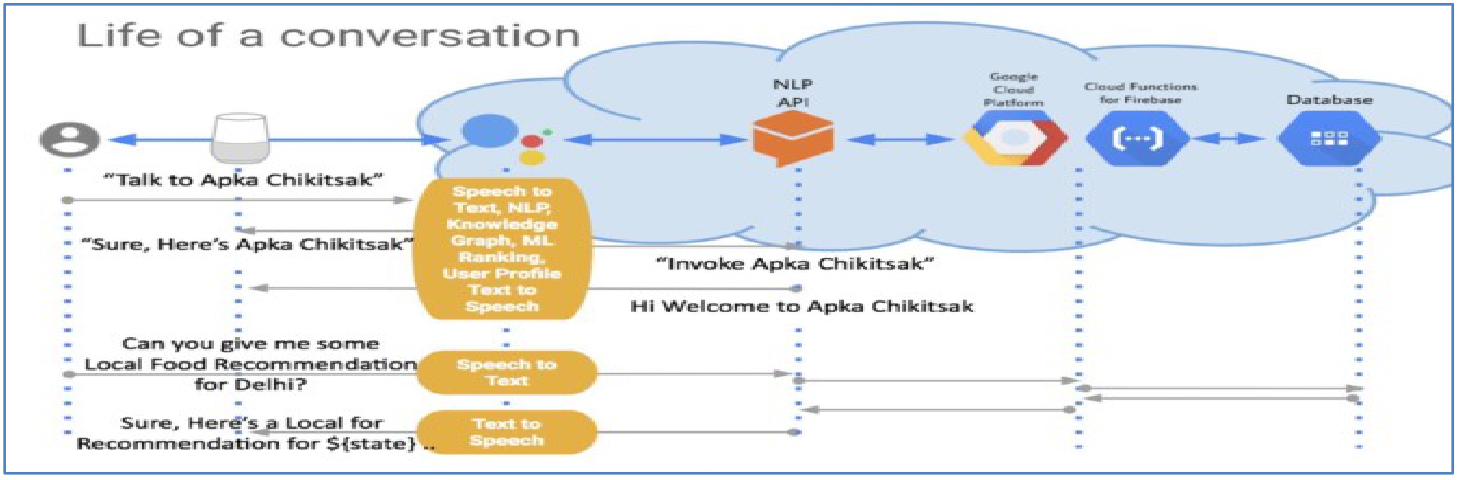 Life of a conversation
NLP
API
Google
Cloud
Platform
Cloud Functions
for Firebase
Database
“Talk to Apka Chikitsak”
Speech to
Text, NLP,
Knowledge
Graph, ML
Ranking,
User Profile
Text to
Speech
“Sure, Here’s Apka Chikitsak”
“Invoke Apka Chikitsak”
Hi Welcome to Apka Chikitsak
Can you give me some
Local Food Recommendation
for Delhi?
Speech to
Text
Sure, Here’s a Local for
Recommendation for ${state} ..
Text to
Speech